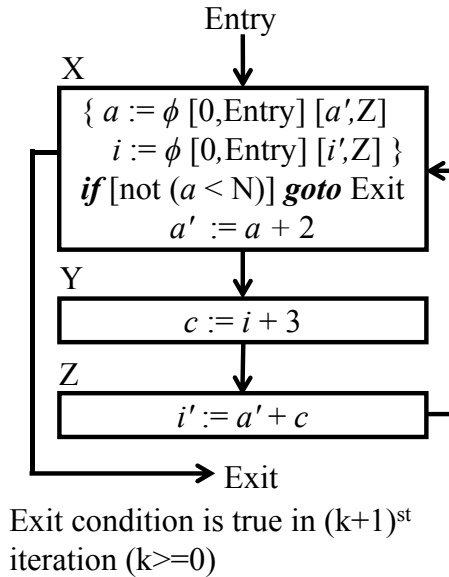 Entry
X
{ a := ϕ [0,Entry] [a′,Z]
i := ϕ [0,Entry] [i′,Z] }
if [not (a < N)] goto Exit
a′ := a + 2
Y
c := i + 3
Z
i′ := a′ + c
Exit
Exit condition is true in (k+1)st
iteration (k>=0)